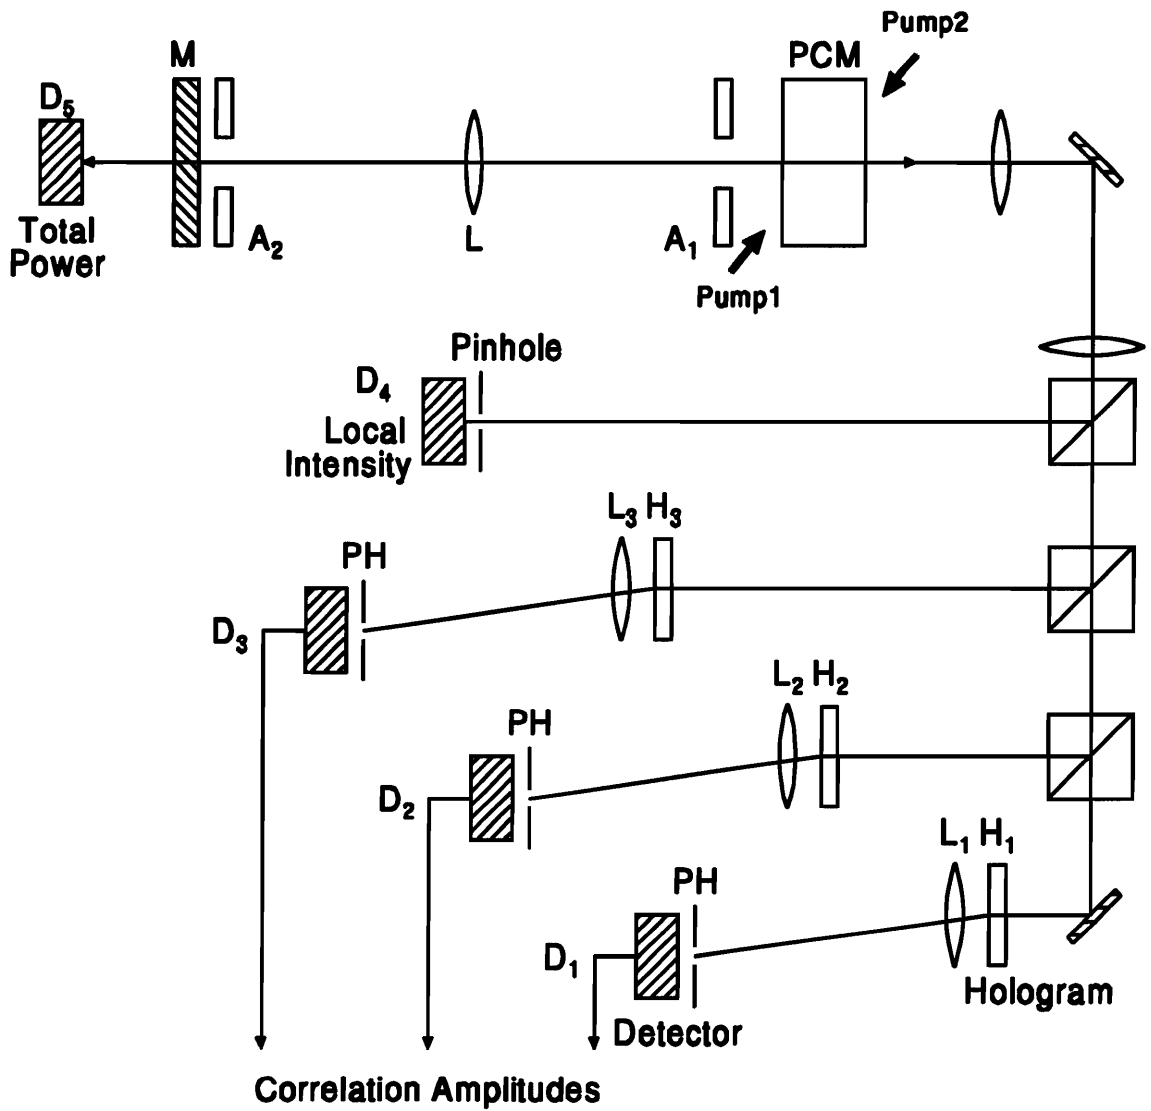 Pump2
M
PCM
D₅
Total
Power
A₂
L
A₁
Pump1
Pinhole
D₄
Local
Intensity
L₃ H₃
PH
D₃
L₂ H₂
PH
D₂
L₁ H₁
PH
D₁
Hologram
Detector
Correlation Amplitudes